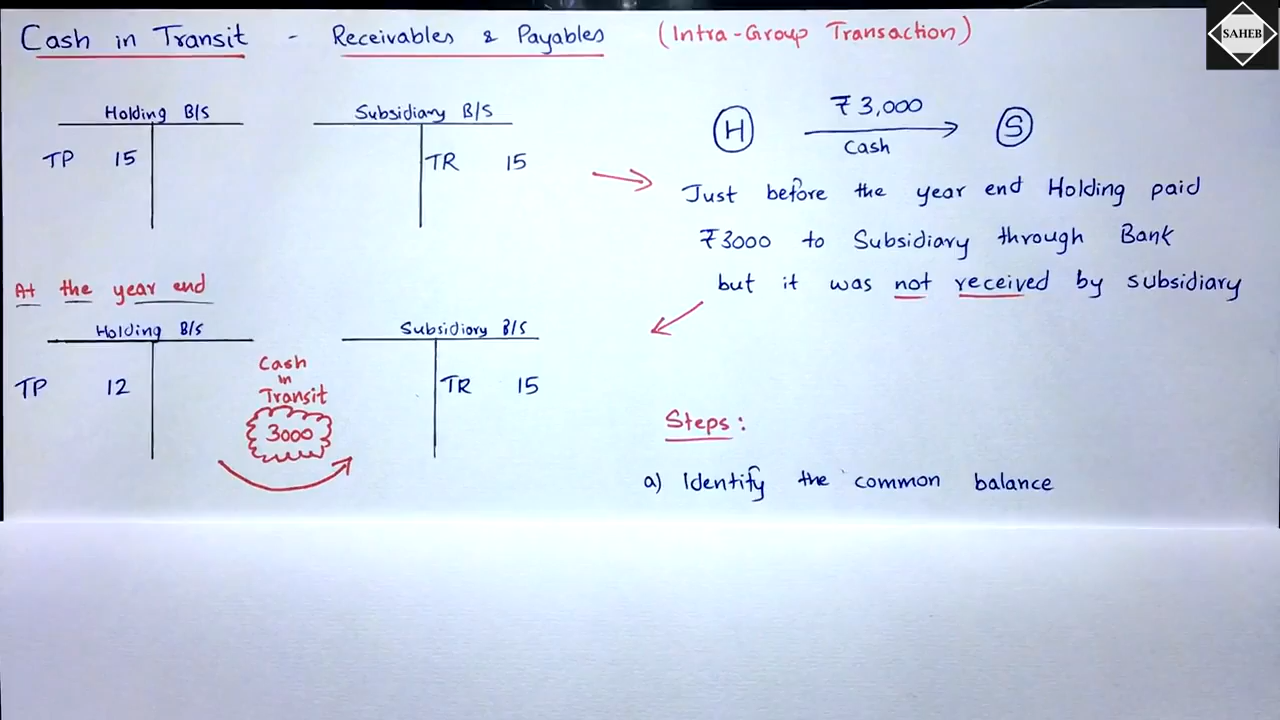 Cash in Transit - Receivables & Payables (Intra-Group Transaction)
SAHEB
Holding B/S
TP 15
Subsidiary B/S
TR 15
H ₹3,000 Cash S
Just before the year end Holding paid
₹3000 to Subsidiary through Bank
but it was not received by subsidiary
At the year end
Holding B/S
TP 12
Cash
in
Transit
3000
Subsidiary B/S
TR 15
Steps:
a) Identify the common balance